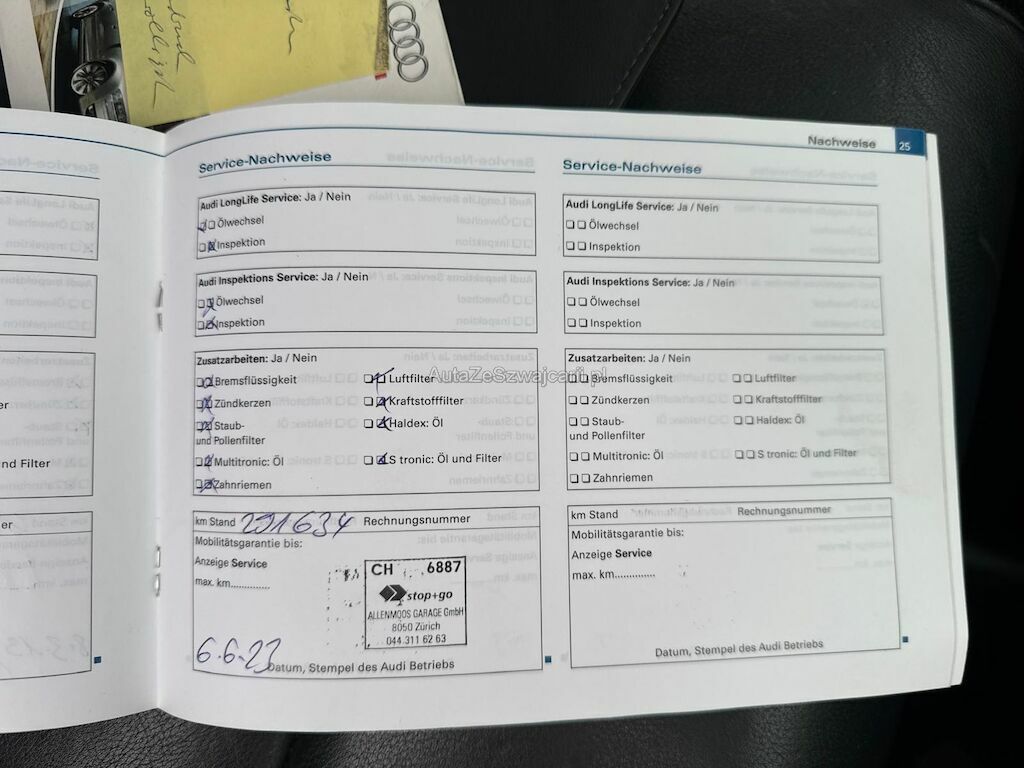 Nachweise 25
Service-Nachweise
Audi LongLife Service: Ja / Nein
Ölwechsel
Inspektion
Audi Inspektions Service: Ja / Nein
Ölwechsel
Inspektion
Zusatzarbeiten: Ja / Nein
Bremsflüssigkeit
Luftfilter
Zündkerzen
Kraftstofffilter
Staub-
und Pollenfilter
Haldex: Öl
Multitronic: Öl
S tronic: Öl und Filter
Zahnriemen
km Stand 291634 Rechnungsnummer
Mobilitätsgarantie bis:
Anzeige Service
max. km.............
CH 6887
stop+go
ALLENMOOS GARAGE GmbH
8050 Zürich
044.311 62 63
6.6.23
Datum, Stempel des Audi Betriebs
Service-Nachweise
Audi LongLife Service: Ja / Nein
Ölwechsel
Inspektion
Audi Inspektions Service: Ja / Nein
Ölwechsel
Inspektion
Zusatzarbeiten: Ja / Nein
Bremsflüssigkeit
Luftfilter
Zündkerzen
Kraftstofffilter
Staub-
und Pollenfilter
Haldex: Öl
Multitronic: Öl
S tronic: Öl und Filter
Zahnriemen
km Stand
Rechnungsnummer
Mobilitätsgarantie bis:
Anzeige Service
max. km.............
Datum, Stempel des Audi Betriebs
nd Filter
AutaZeSzwajcarii.pl